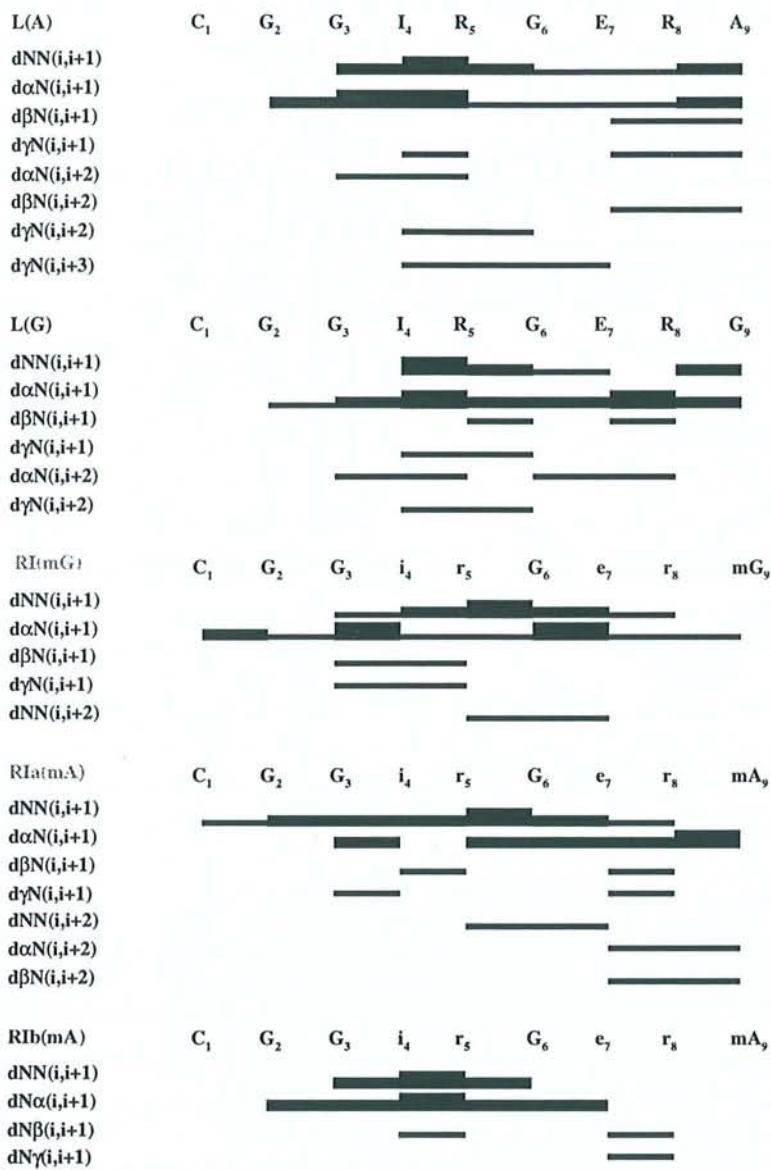 L(A) C₁ G₂ G₃ I₄ R₅ G₆ E₇ R₈ A₉
dNN(i,i+1)
dαN(i,i+1)
dβN(i,i+1)
dγN(i,i+1)
dαN(i,i+2)
dβN(i,i+2)
dγN(i,i+2)
dγN(i,i+3)
L(G) C₁ G₂ G₃ I₄ R₅ G₆ E₇ R₈ G₉
dNN(i,i+1)
dαN(i,i+1)
dβN(i,i+1)
dγN(i,i+1)
dαN(i,i+2)
dγN(i,i+2)
RI(mG) C₁ G₂ G₃ i₄ r₅ G₆ e₇ r₈ mG₉
dNN(i,i+1)
dαN(i,i+1)
dβN(i,i+1)
dγN(i,i+1)
dNN(i,i+2)
RIa(mA) C₁ G₂ G₃ i₄ r₅ G₆ e₇ r₈ mA₉
dNN(i,i+1)
dαN(i,i+1)
dβN(i,i+1)
dγN(i,i+1)
dNN(i,i+2)
dαN(i,i+2)
dβN(i,i+2)
RIb(mA) C₁ G₂ G₃ i₄ r₅ G₆ e₇ r₈ mA₉
dNN(i,i+1)
dNα(i,i+1)
dNβ(i,i+1)
dNγ(i,i+1)